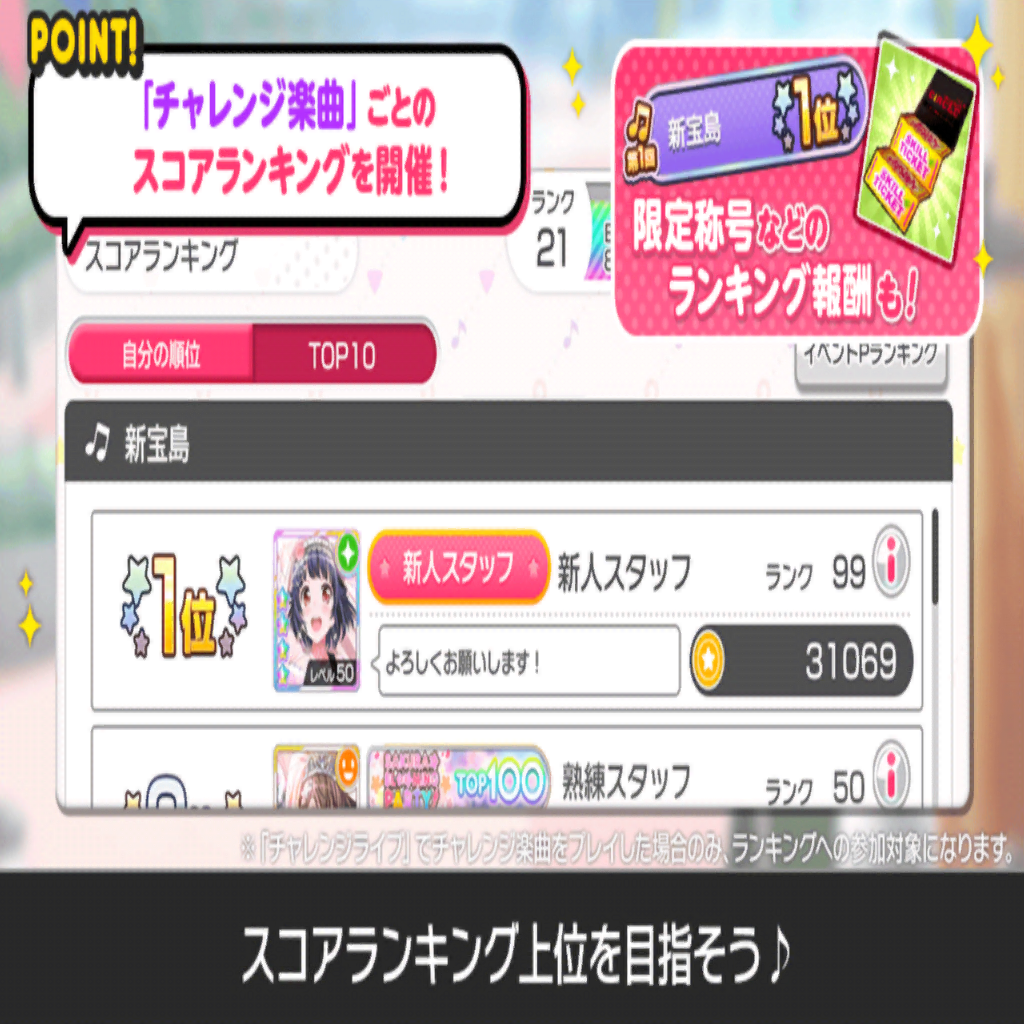 POINT!
「チャレンジ楽曲」ごとの
スコアランキングを開催！
第1回
新宝島
1位
SKILL TICKET
SKILL TICKET
限定称号などの
ランキング報酬も！
スコアランキング
ランク
21
自分の順位
TOP10
イベントPランキング
新宝島
1位
レベル50
新人スタッフ
新人スタッフ
ランク 99
よろしくお願いします！
31069
TOP100
熟練スタッフ
ランク 50
※「チャレンジライブ」でチャレンジ楽曲をプレイした場合のみ、ランキングへの参加対象になります。
スコアランキング上位を目指そう♪